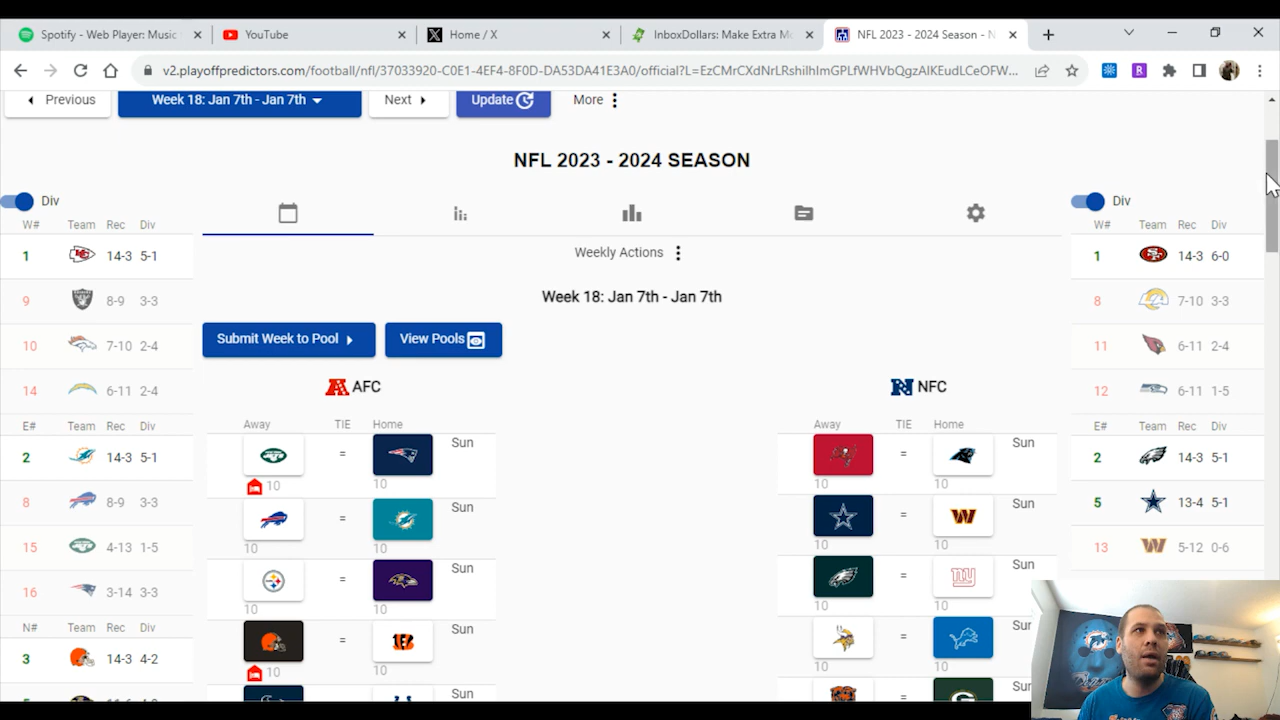 Spotify - Web Player: Music
YouTube
Home / X
InboxDollars: Make Extra M
NFL 2023 - 2024 Season - N
v2.playoffpredictors.com/football/nfl/37033920-C0E1-4EF4-8F0D-DA53DA41E3A0/official?L=EzCMrCXdNrLRshilhImGPLfWHVbQgzAIKEudLCeOFW...
Previous
Week 18: Jan 7th - Jan 7th
Next
Update
More
NFL 2023 - 2024 SEASON
Div
Div
W# Team Rec Div
W# Team Rec Div
1 14-3 5-1
1 14-3 6-0
Weekly Actions
9 8-9 3-3
Week 18: Jan 7th - Jan 7th
8 7-10 3-3
10 7-10 2-4
Submit Week to Pool
View Pools
11 6-11 2-4
14 6-11 2-4
AFC
NFC
12 6-11 1-5
E# Team Rec Div
Away TIE Home
Away TIE Home
E# Team Rec Div
2 14-3 5-1
= Sun
= Sun
2 14-3 5-1
10 10
10 10
8 8-9 3-3
= Sun
= Sun
5 13-4 5-1
15 4-13 1-5
10 10
10 10
13 5-12 0-6
16 3-14 3-3
= Sun
= Sun
10 10
10 10
N# Team Rec Div
3 14-3 4-2
= Sun
=
10 10
10 10
Sun